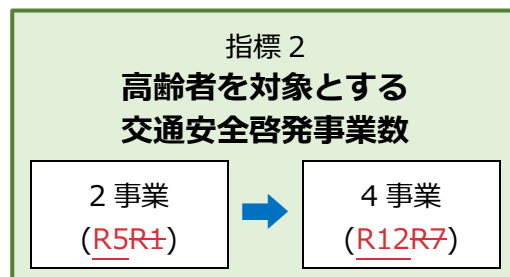 指標２
高齢者を対象とする
交通安全啓発事業数
２事業
(R5R1)
４事業
(R12R7)